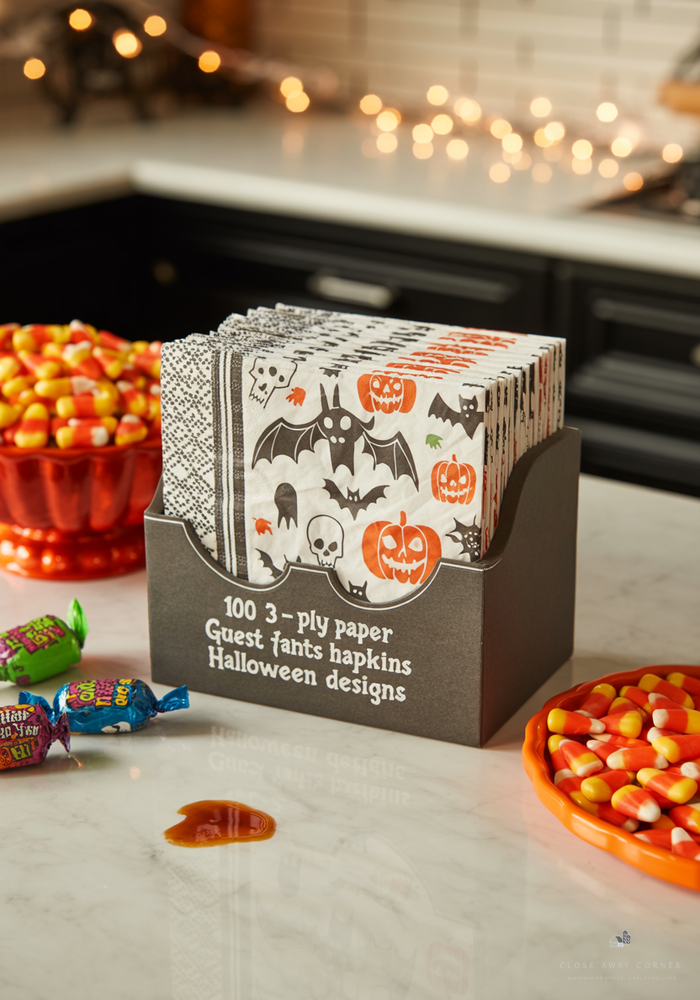 100 3-ply paper
Guest fants hapkins
Halloween designs
CLOSE AWAY CORNER